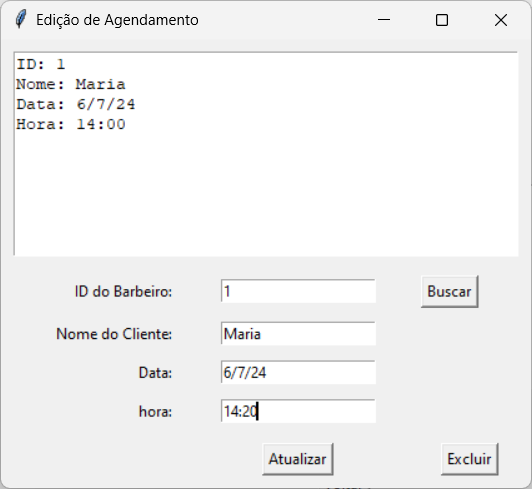 Edição de Agendamento
ID: 1
Nome: Maria
Data: 6/7/24
Hora: 14:00
ID do Barbeiro: 1 Buscar
Nome do Cliente: Maria
Data: 6/7/24
hora: 14:20
Atualizar Excluir